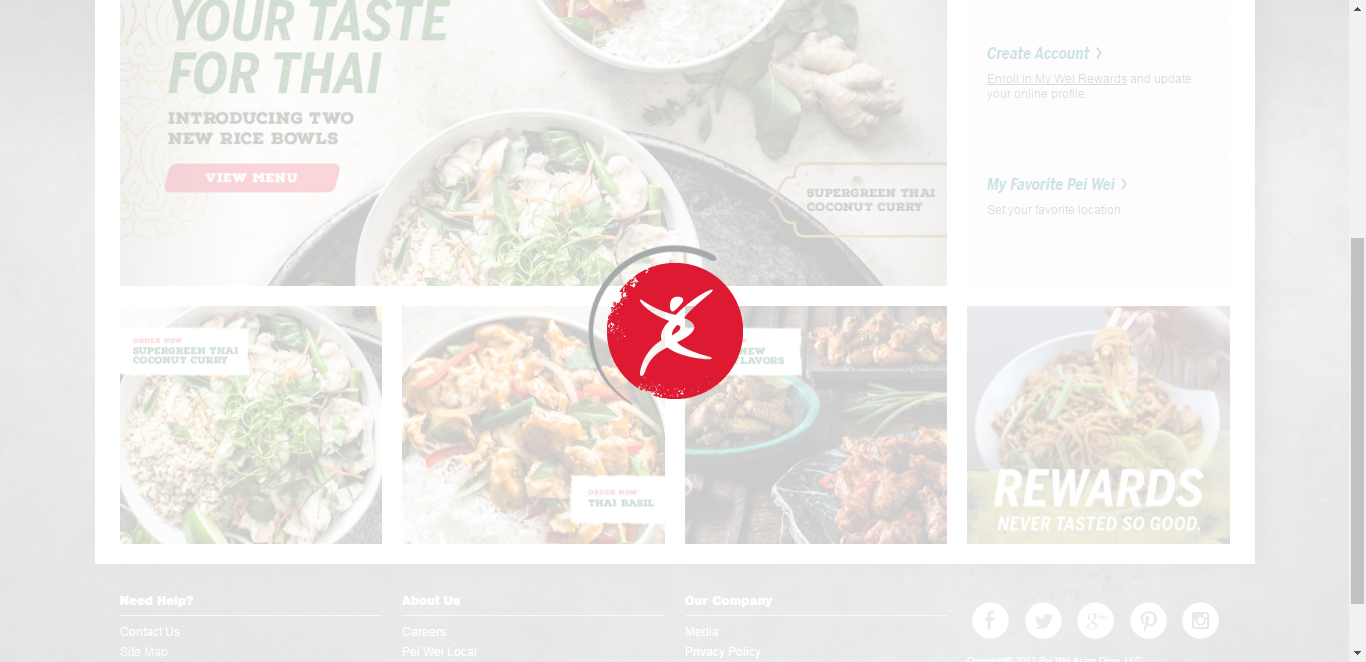 YOUR TASTE
FOR THAI
INTRODUCING TWO
NEW RICE BOWLS
VIEW MENU
SUPERGREEN THAI
COCONUT CURRY
Create Account
Enroll in My Wei Rewards and update
your online profile.
My Favorite Pei Wei
Set your favorite location.
ORDER NOW
SUPERGREEN THAI
COCONUT CURRY
ORDER NOW
THAI BASIL
NEW
REWARDS
NEVER TASTED SO GOOD.
Need Help?
Contact Us
Site Map
About Us
Careers
Pei Wei Local
Our Company
Media
Privacy Policy
Copyright© 2017 Pei Wei Asian Diner, LLC